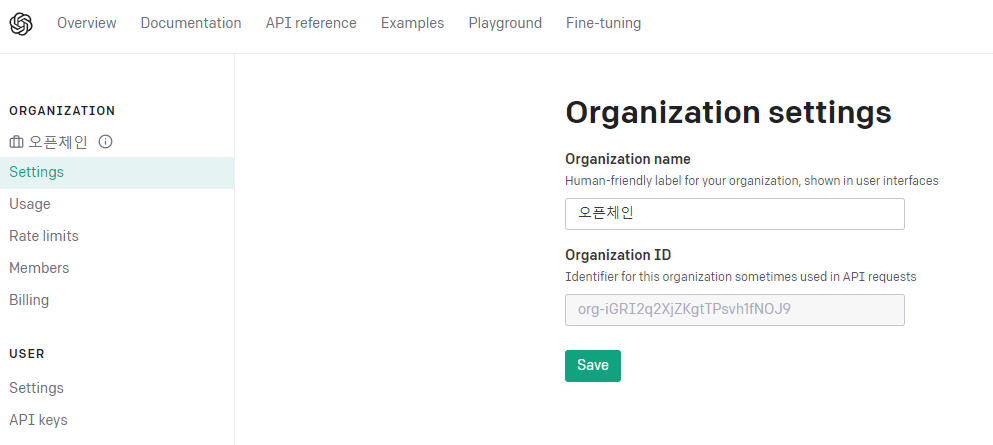 Overview Documentation API reference Examples Playground Fine-tuning
ORGANIZATION
오픈체인
Settings
Usage
Rate limits
Members
Billing
USER
Settings
API keys
Organization settings
Organization name
Human-friendly label for your organization, shown in user interfaces
오픈체인
Organization ID
Identifier for this organization sometimes used in API requests
org-iGRI2q2XjZKgtTPsvh1fNOJ9
Save